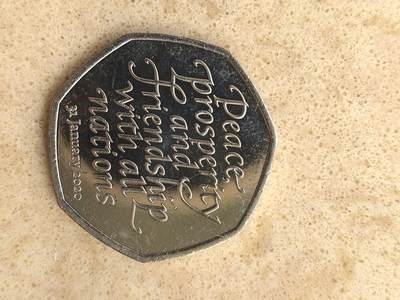 Peace,
prosperity
and
friendship
with all
nations
31 January 2020